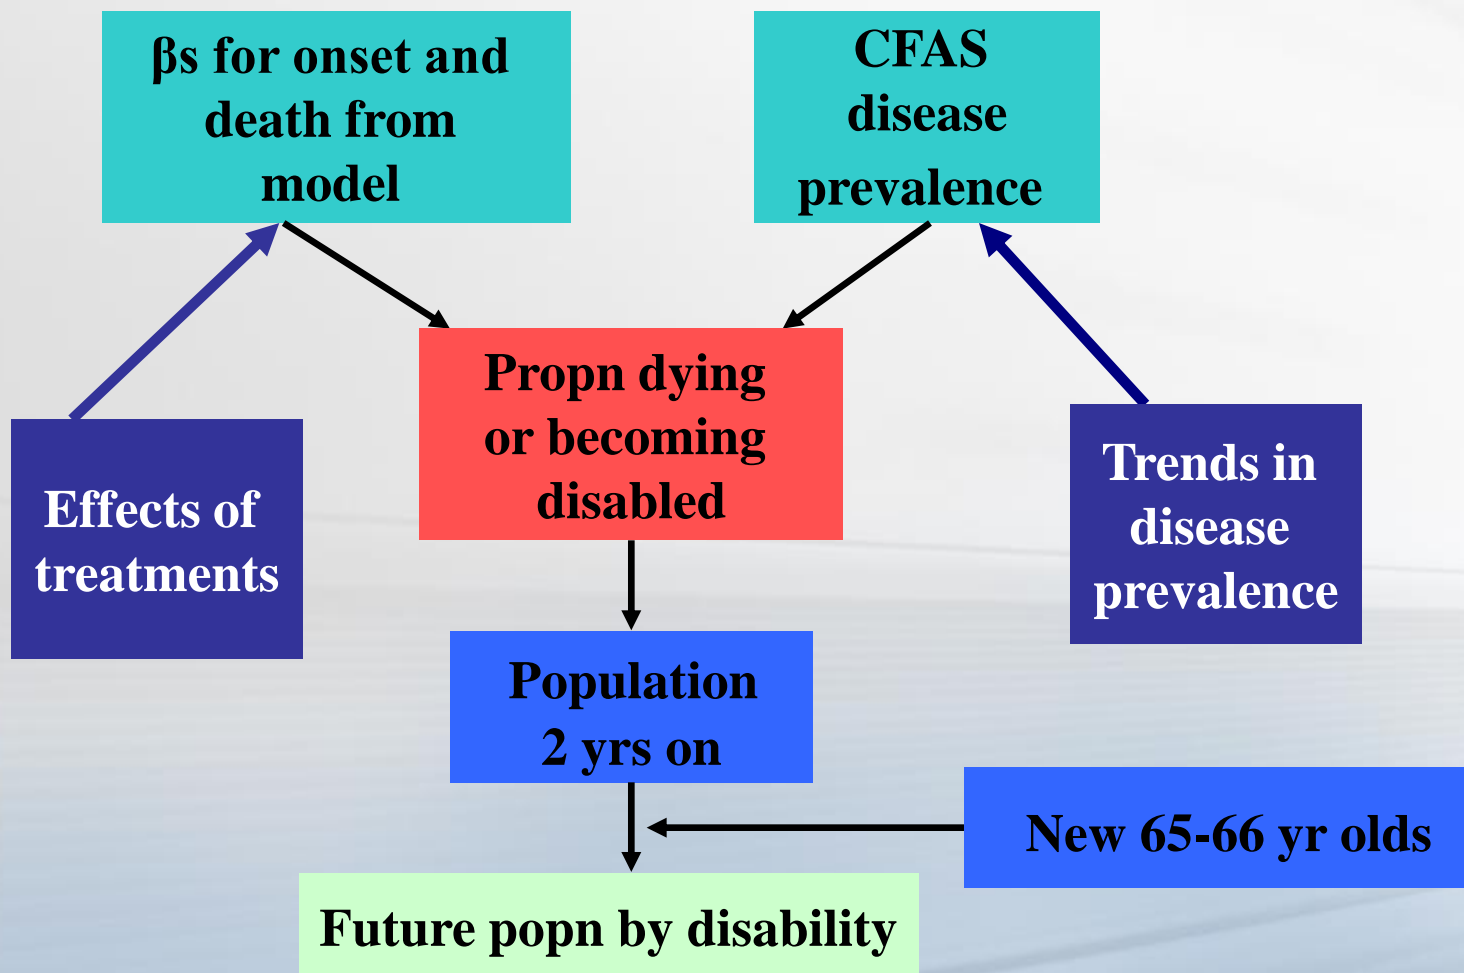 βs for onset and
death from
model
CFAS
disease
prevalence
Propn dying
or becoming
disabled
Effects of
treatments
Trends in
disease
prevalence
Population
2 yrs on
New 65-66 yr olds
Future popn by disability